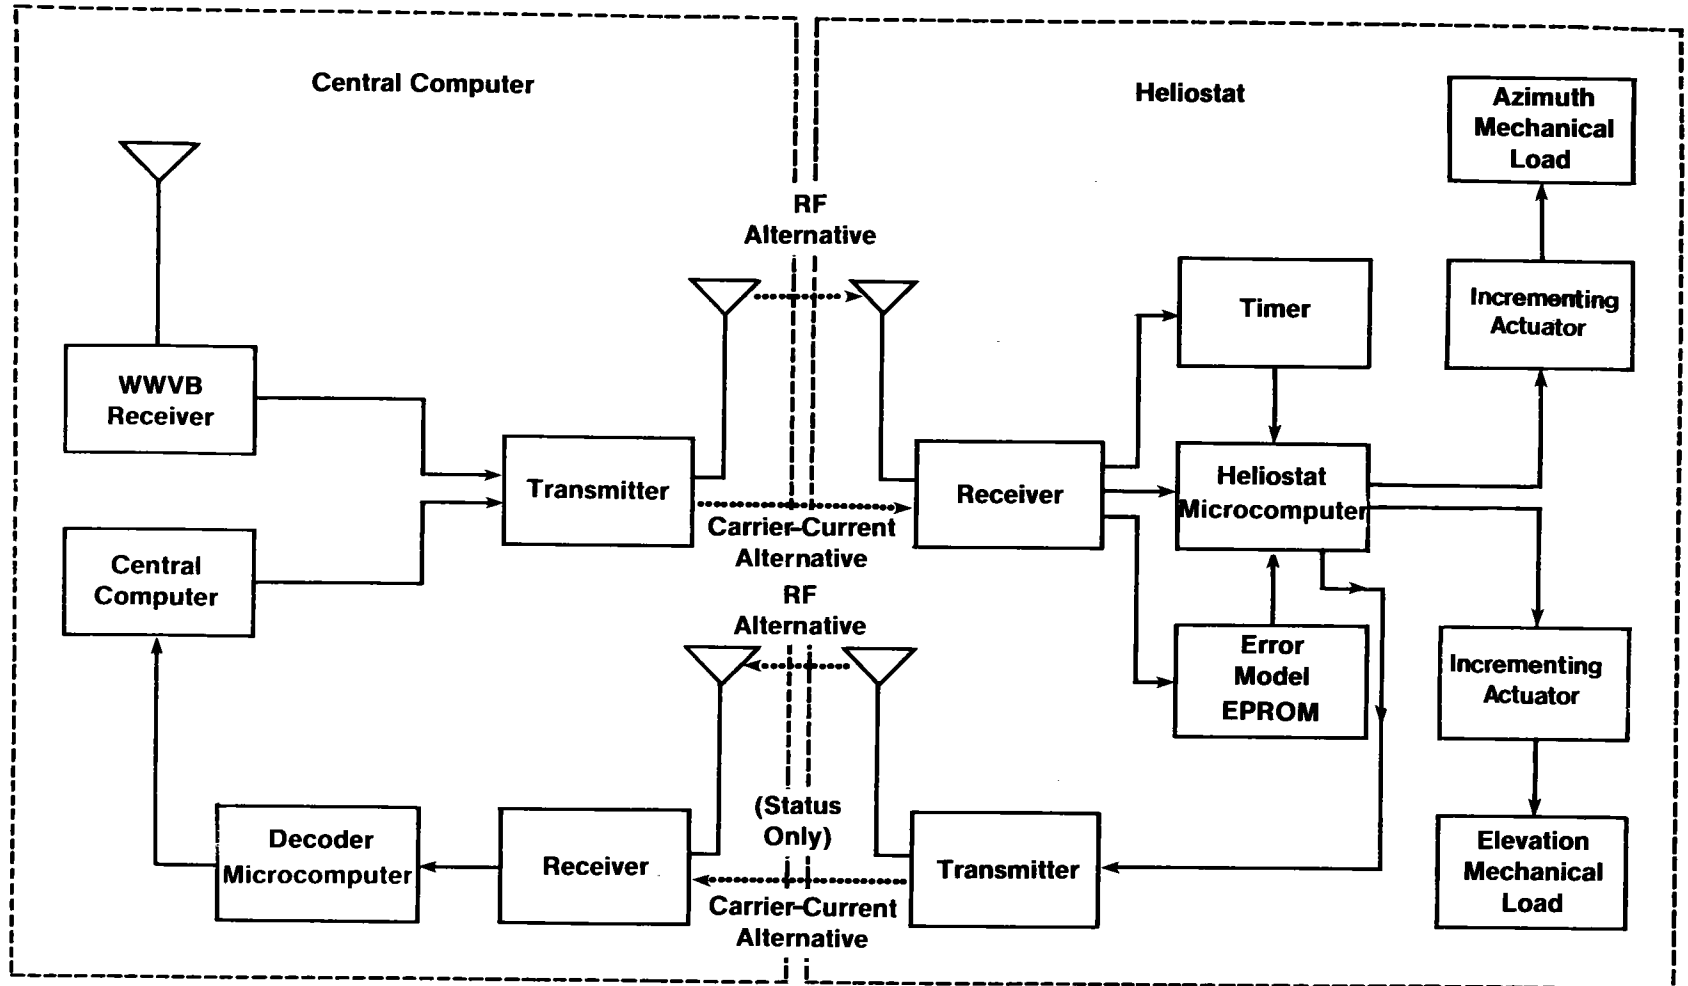 Central Computer
Heliostat
Azimuth
Mechanical
Load
RF
Alternative
Timer
Incrementing
Actuator
WWVB
Receiver
Transmitter
Receiver
Heliostat
Microcomputer
Carrier-Current
Alternative
Central
Computer
RF
Alternative
Error
Model
EPROM
Incrementing
Actuator
(Status
Only)
Decoder
Microcomputer
Receiver
Transmitter
Elevation
Mechanical
Load
Carrier-Current
Alternative